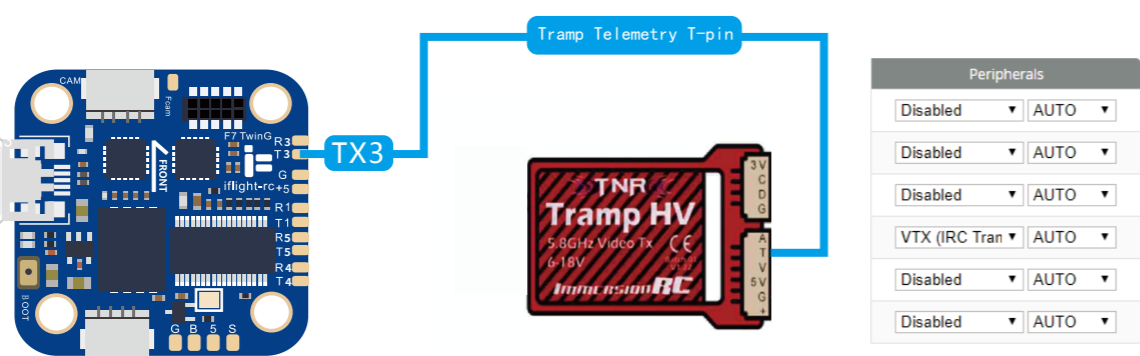 Tramp Telemetry T-pin
CAM
Fcam
F7 TwinG
R3
T3
TX3
G
iflight-rc
+5
FRONT
R1
T1
R5
T5
R4
T4
BOOT
G B 5 S
TNR
Tramp HV
5.8GHz Video Tx
6-18V
CE
ImmersionRC
3V
C
D
G
A
T
V
5V
G
+
Peripherals
Disabled AUTO
Disabled AUTO
Disabled AUTO
VTX (IRC Tran AUTO
Disabled AUTO
Disabled AUTO